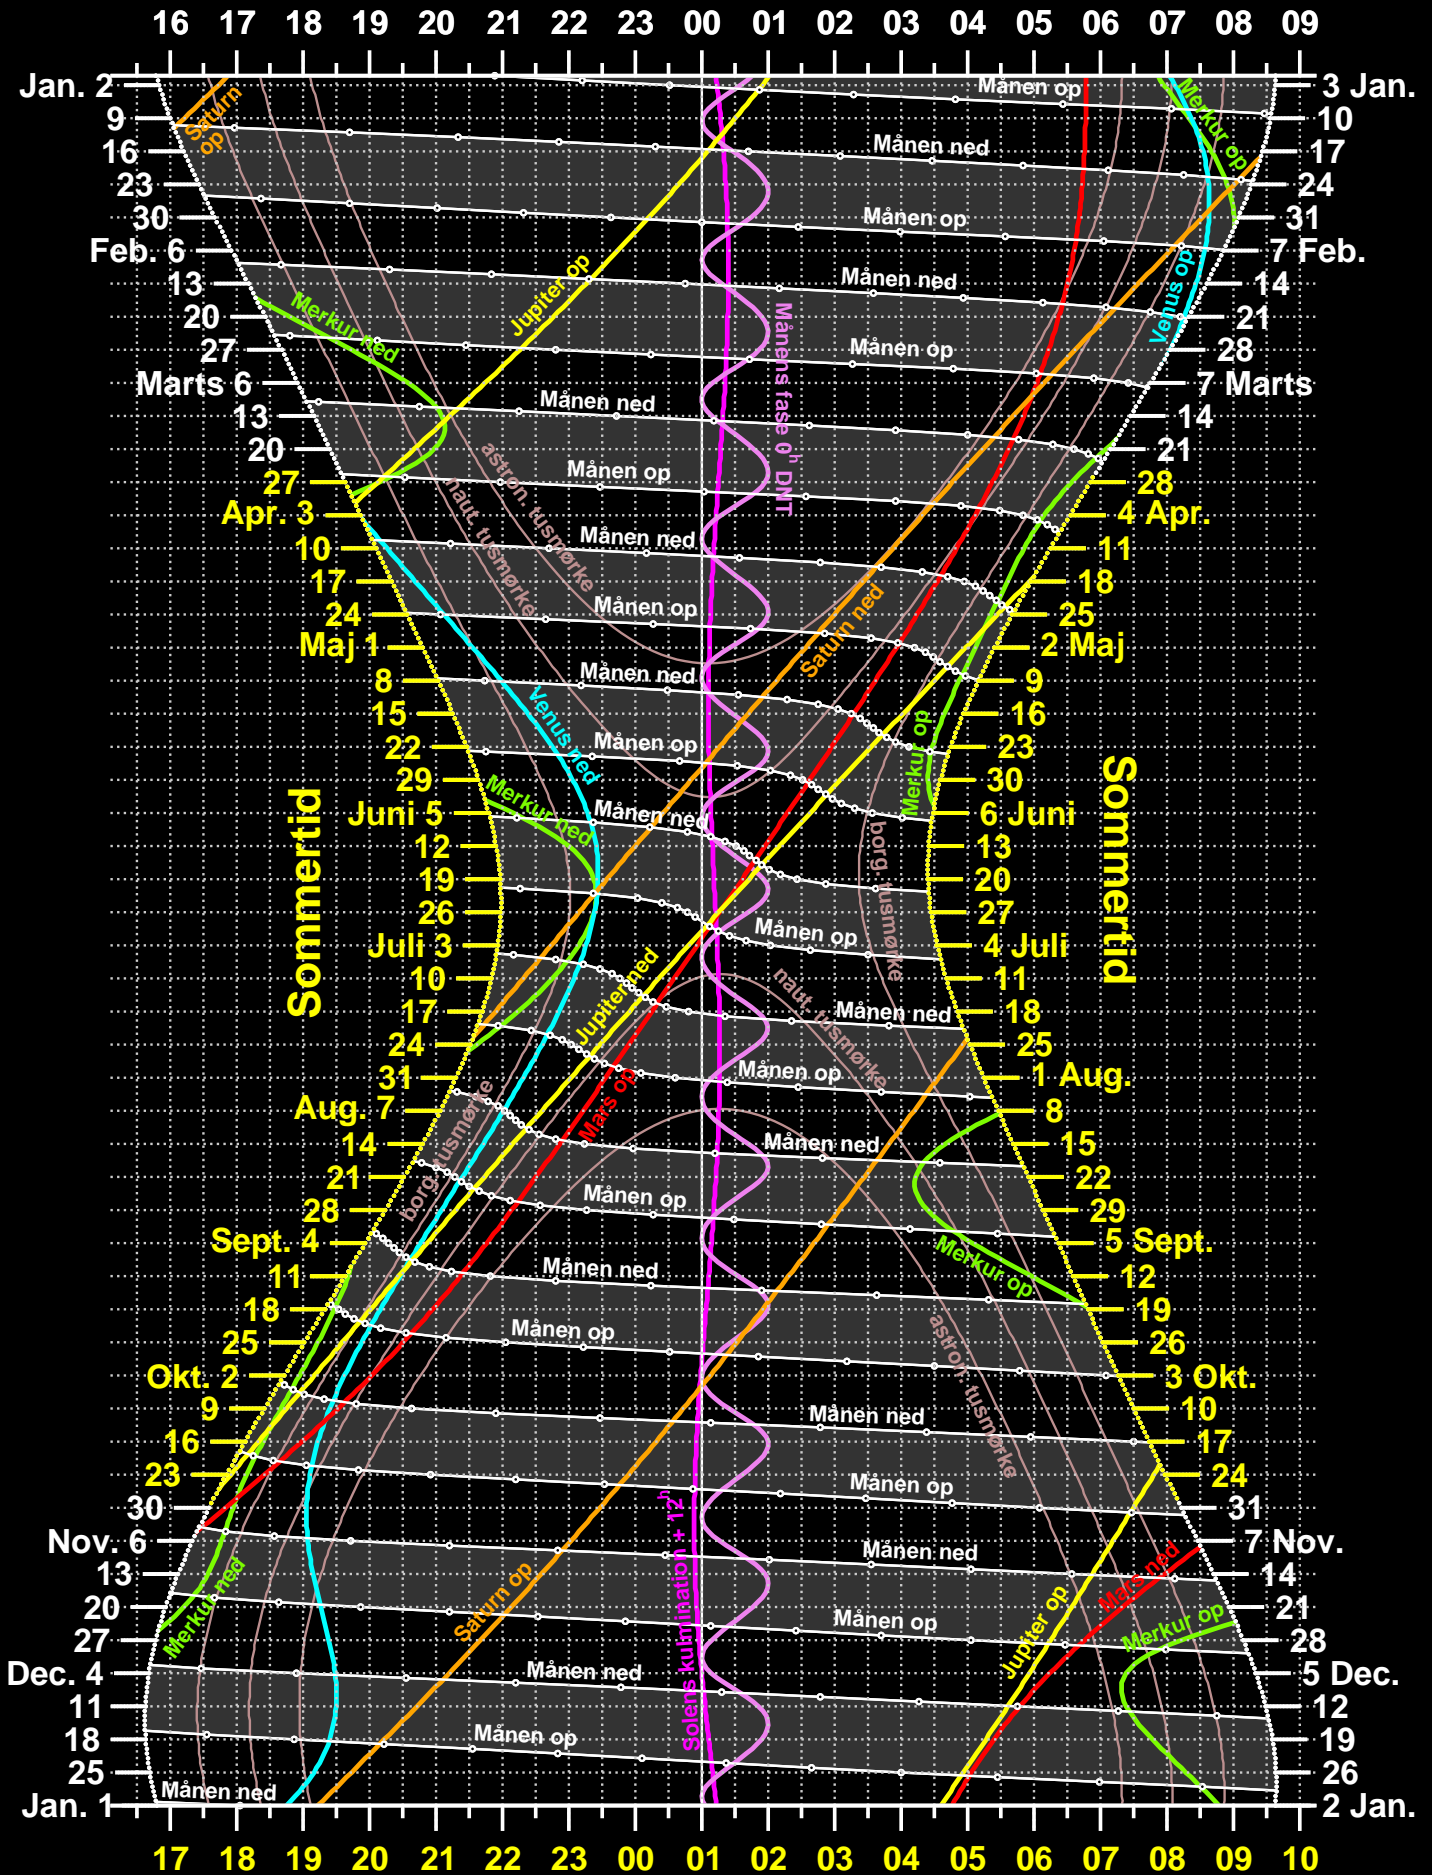 16 17 18 19 20 21 22 23 00 01 02 03 04 05 06 07 08 09
Jan. 2
9
16
23
30
Feb. 6
13
20
27
Marts 6
13
20
27
Apr. 3
10
17
24
Maj 1
8
15
22
29
Juni 5
12
19
26
Juli 3
10
17
24
31
Aug. 7
14
21
28
Sept. 4
11
18
25
Okt. 2
9
16
23
30
Nov. 6
13
20
27
Dec. 4
11
18
25
Jan. 1
3 Jan.
10
17
24
31
7 Feb.
14
21
28
7 Marts
14
21
28
4 Apr.
11
18
25
2 Maj
9
16
23
30
6 Juni
13
20
27
4 Juli
11
18
25
1 Aug.
8
15
22
29
5 Sept.
12
19
26
3 Okt.
10
17
24
31
7 Nov.
14
21
28
5 Dec.
12
19
26
2 Jan.
Saturn
op
Månen op
Merkur op
Månen ned
Månen op
Jupiter op
Månen ned
Venus op
Merkur ned
Månen op
Månens fase 0h DNT
Månen ned
astron. tusmørke
naut. tusmørke
Månen op
Månen ned
Månen op
Saturn ned
Månen ned
Venus ned
Månen op
Merkur op
Sommertid
Sommertid
Merkur ned
Månen ned
borg. tusmørke
Månen op
Jupiter ned
naut. tusmørke
Månen ned
Månen op
Mars op
borg. tusmørke
Månen ned
Månen op
Merkur op
Månen ned
Månen op
astron. tusmørke
Månen ned
Månen op
Solens kulmination + 12h
Månen ned
Mars ned
Merkur ned
Saturn op
Jupiter op
Merkur op
Månen op
Månen ned
Månen op
Månen ned
17 18 19 20 21 22 23 00 01 02 03 04 05 06 07 08 09 10